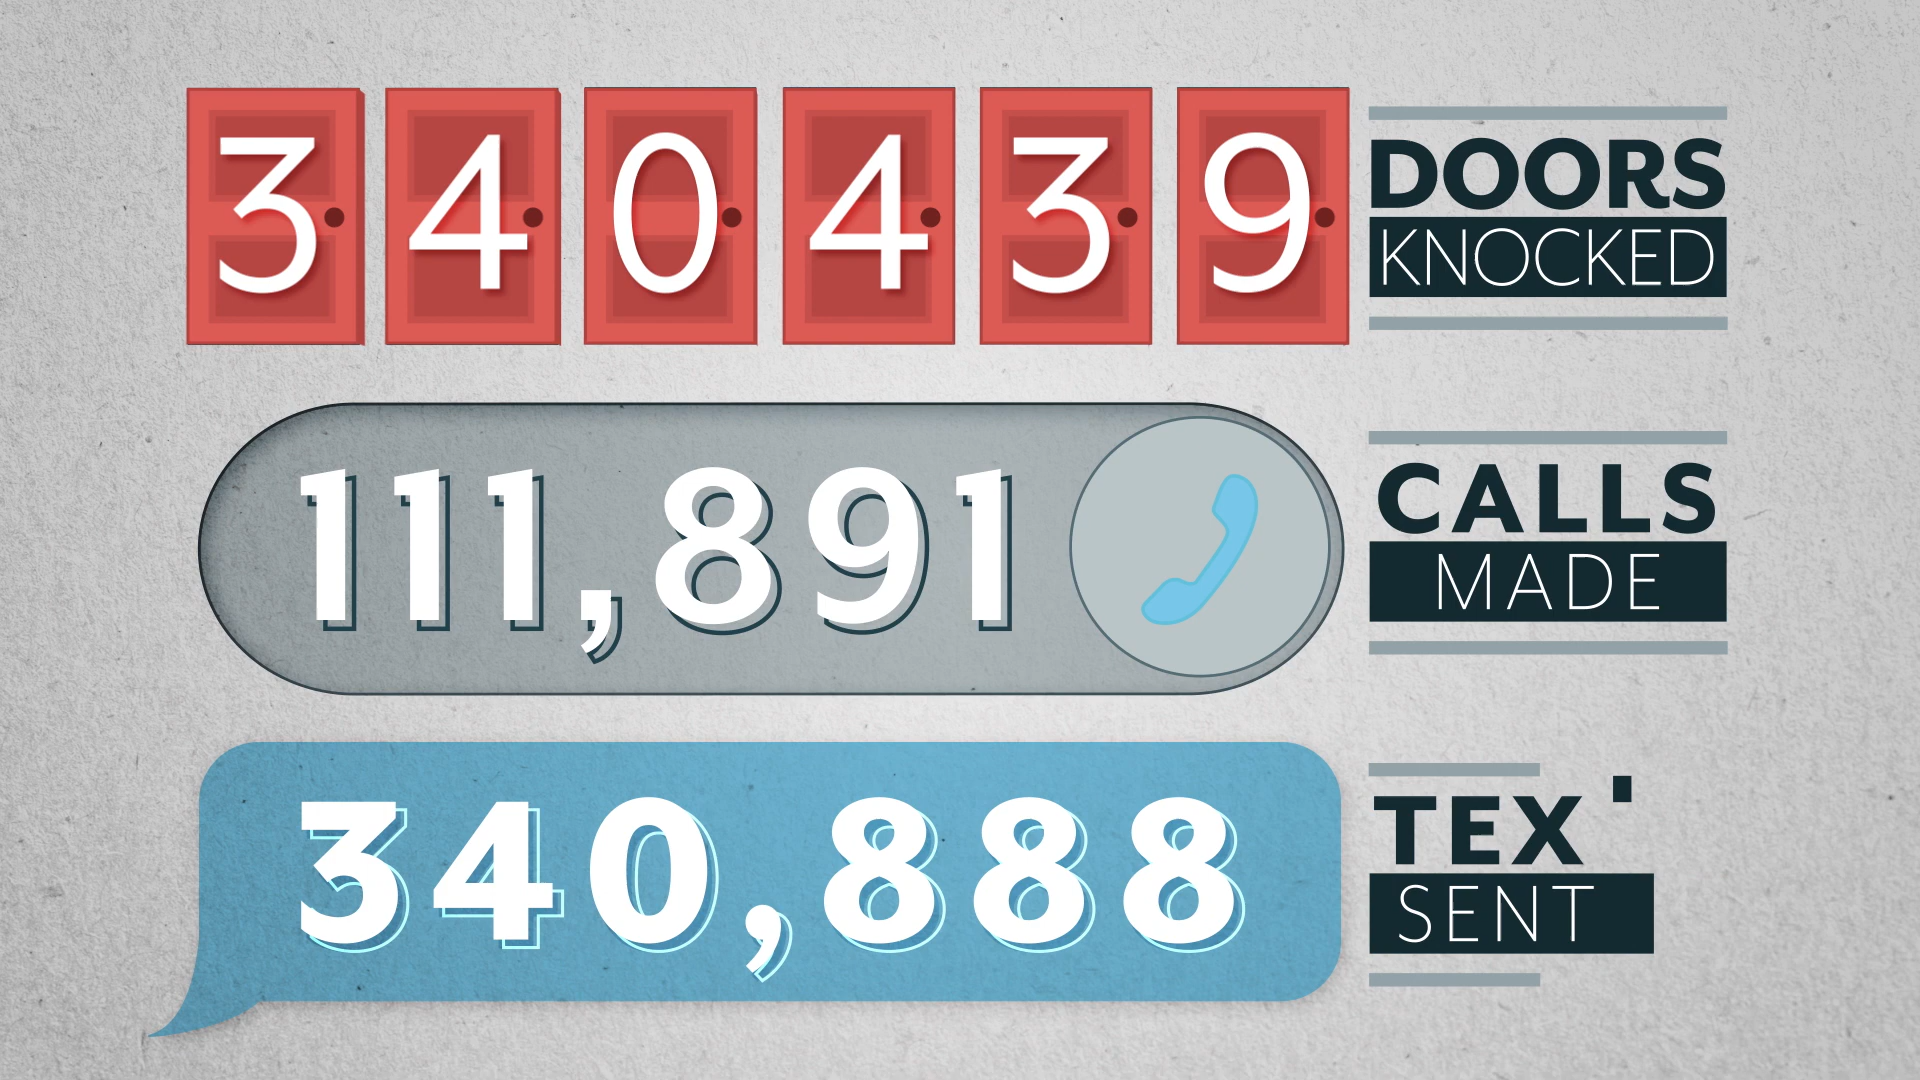 340439
DOORS
KNOCKED
111,891
CALLS
MADE
340,888
TEX
SENT